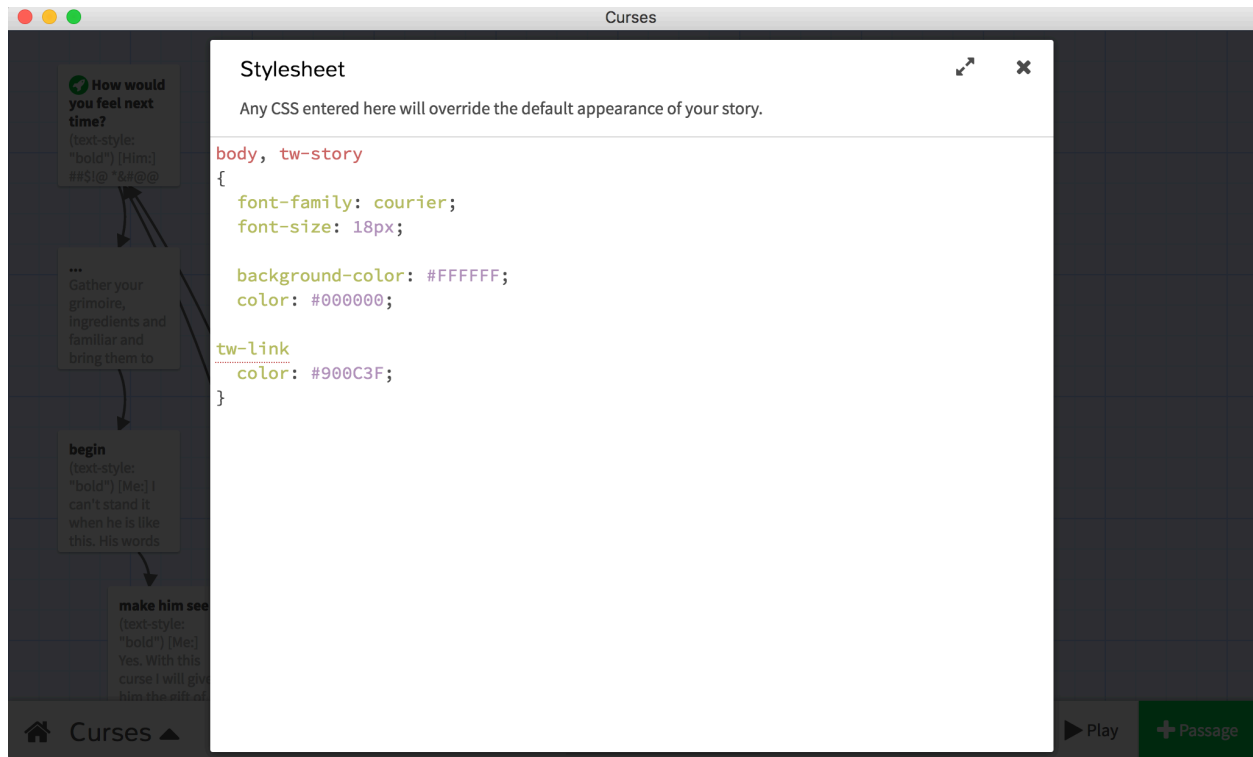 Curses
Stylesheet
Any CSS entered here will override the default appearance of your story.
body, tw-story
{
font-family: courier;
font-size: 18px;
background-color: #FFFFFF;
color: #000000;
tw-link
color: #900C3F;
}
How would
you feel next
time?
(text-style:
"bold") [Him:]
##$!@ *&#@@
...
Gather your
grimoire,
ingredients and
familiar and
bring them to
begin
(text-style:
"bold") [Me:] I
can't stand it
when he is like
this. His words
make him see
(text-style:
"bold") [Me:]
Yes. With this
curse I will give
him the gift of
Curses
Play
Passage